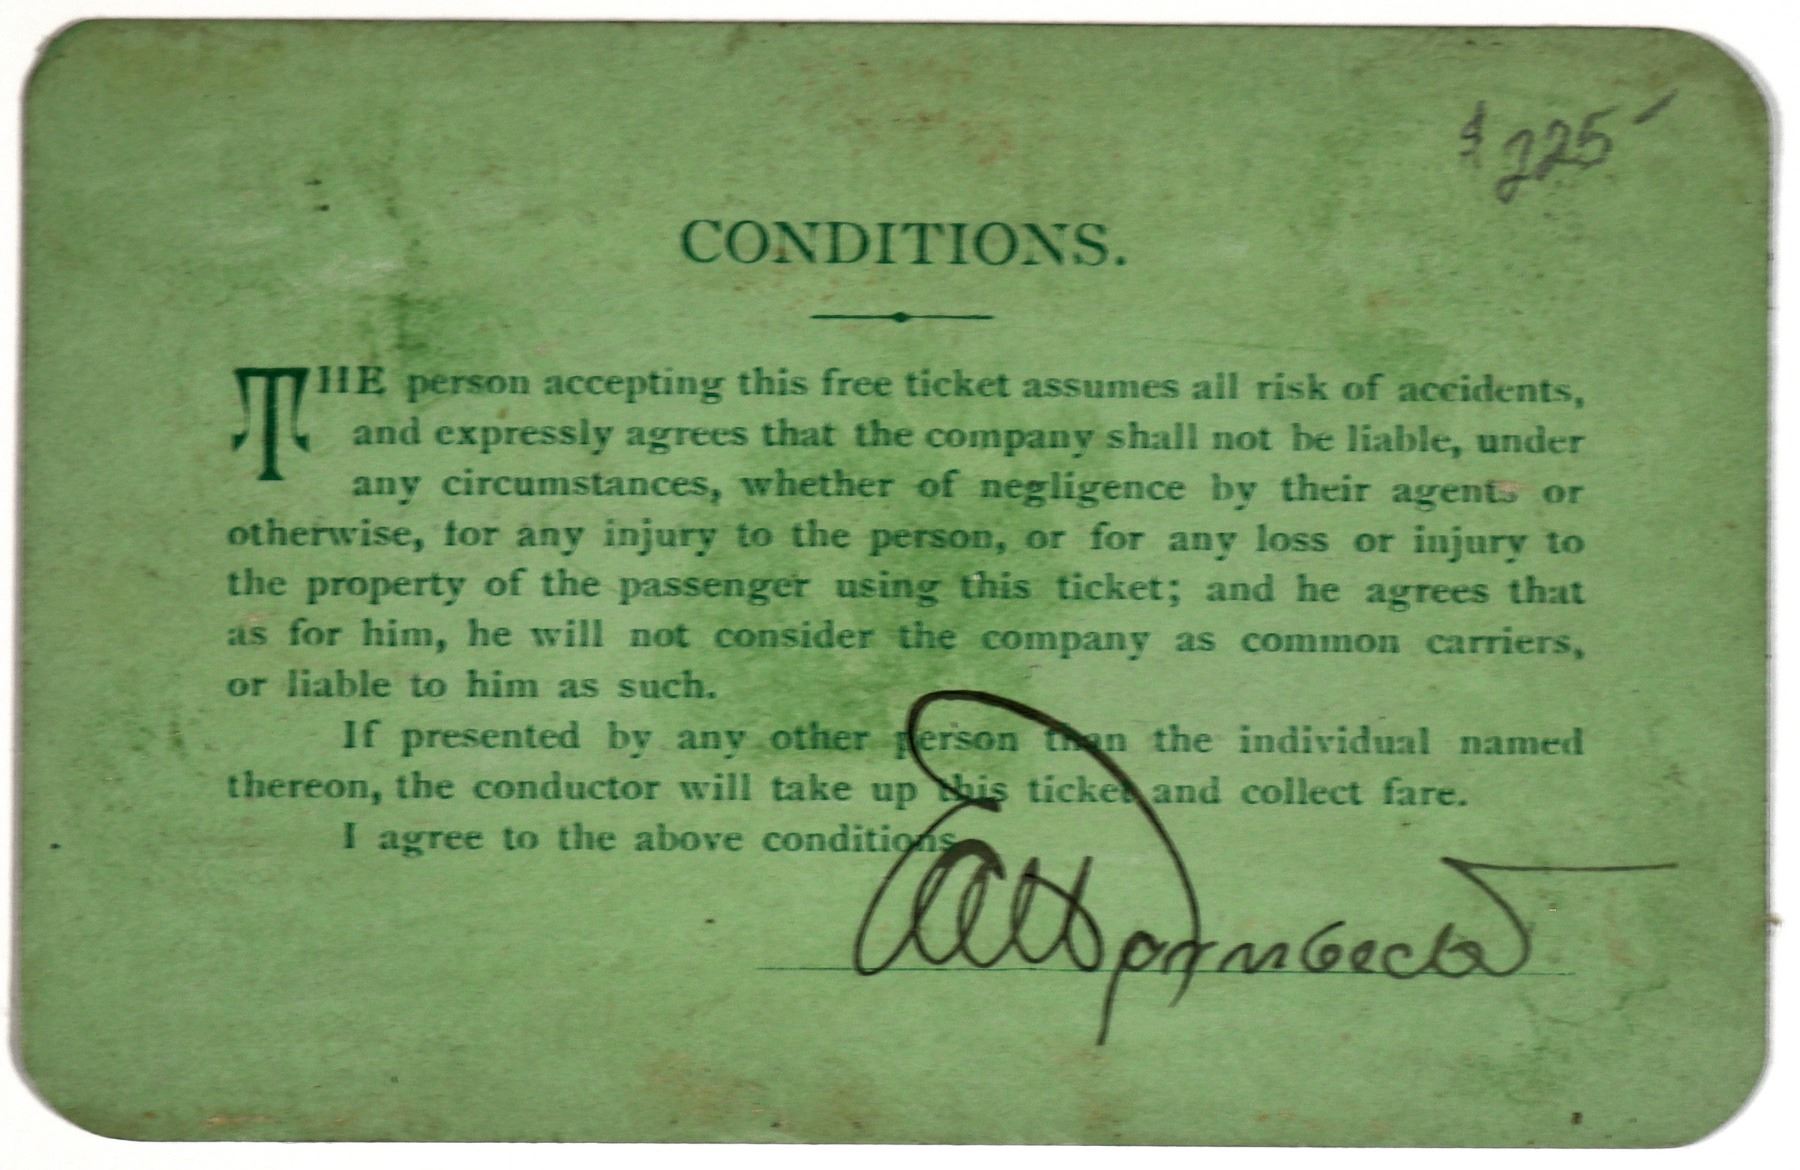 $ 225
CONDITIONS.
THE person accepting this free ticket assumes all risk of accidents,
and expressly agrees that the company shall not be liable, under
any circumstances, whether of negligence by their agents or
otherwise, for any injury to the person, or for any loss or injury to
the property of the passenger using this ticket; and he agrees that
as for him, he will not consider the company as common carriers,
or liable to him as such.
If presented by any other person than the individual named
thereon, the conductor will take up this ticket and collect fare.
I agree to the above conditions